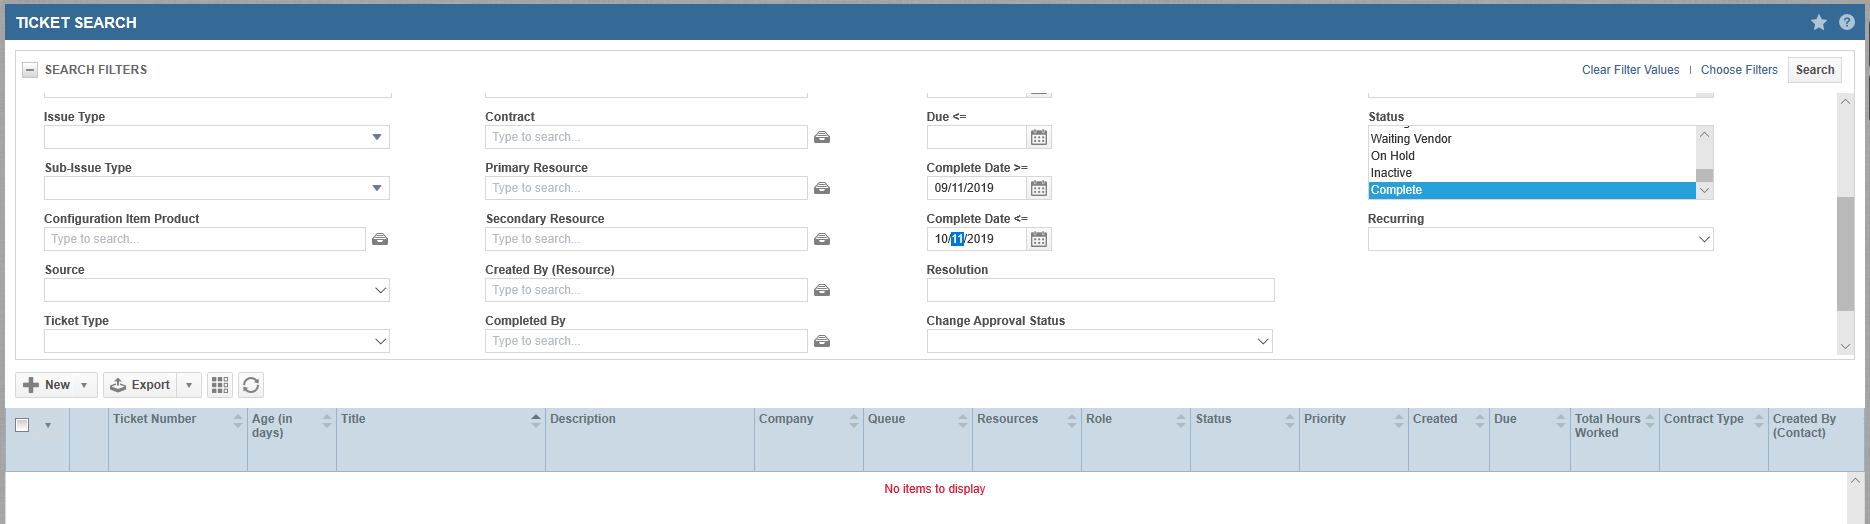 TICKET SEARCH
SEARCH FILTERS
Clear Filter Values | Choose Filters Search
Issue Type
Contract
Type to search...
Due <=
Status
Waiting Vendor
On Hold
Inactive
Complete
Sub-Issue Type
Primary Resource
Type to search...
Complete Date >=
09/11/2019
Configuration Item Product
Type to search...
Secondary Resource
Type to search...
Complete Date <=
10/11/2019
Recurring
Source
Created By (Resource)
Type to search...
Resolution
Ticket Type
Completed By
Type to search...
Change Approval Status
New
Export
Ticket Number
Age (in
days)
Title
Description
Company
Queue
Resources
Role
Status
Priority
Created
Due
Total Hours
Worked
Contract Type
Created By
(Contact)
No items to display